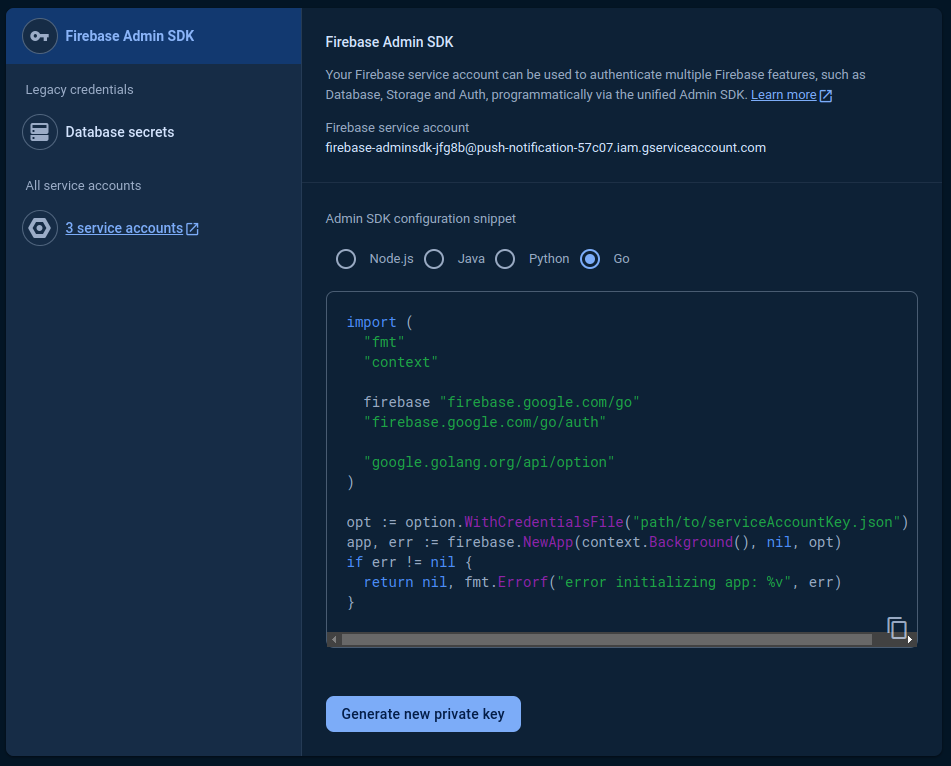 Firebase Admin SDK
Legacy credentials
Database secrets
All service accounts
3 service accounts
Firebase Admin SDK
Your Firebase service account can be used to authenticate multiple Firebase features, such as
Database, Storage and Auth, programmatically via the unified Admin SDK. Learn more
Firebase service account
firebase-adminsdk-jfg8b@push-notification-57c07.iam.gserviceaccount.com
Admin SDK configuration snippet
Node.js Java Python Go
import (
  "fmt"
  "context"
  firebase "firebase.google.com/go"
  "firebase.google.com/go/auth"
  "google.golang.org/api/option"
)
opt := option.WithCredentialsFile("path/to/serviceAccountKey.json")
app, err := firebase.NewApp(context.Background(), nil, opt)
if err != nil {
  return nil, fmt.Errorf("error initializing app: %v", err)
}
Generate new private key